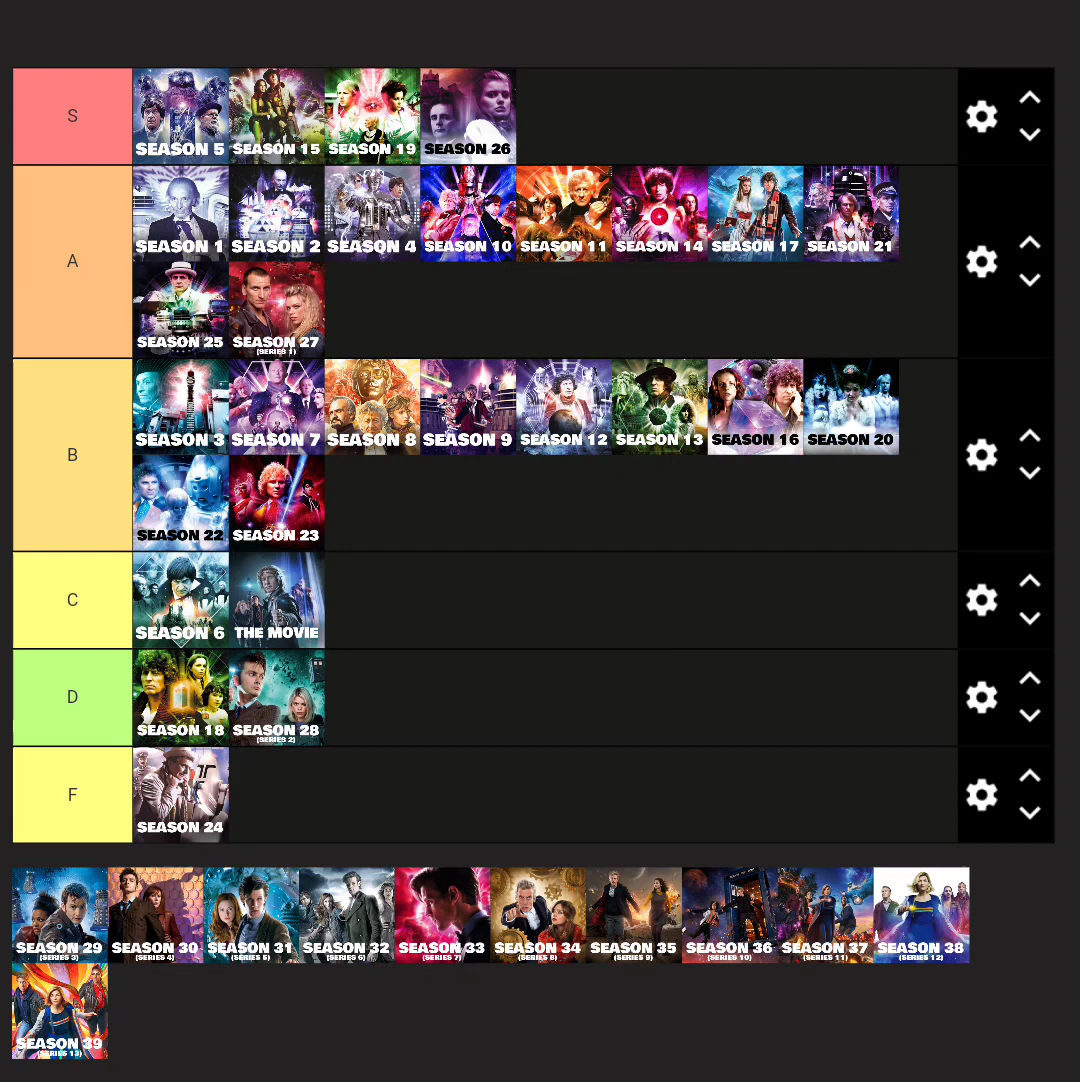 S
SEASON 5 SEASON 15 SEASON 19 SEASON 26
A
SEASON 1 SEASON 2 SEASON 4 SEASON 10 SEASON 11 SEASON 14 SEASON 17 SEASON 21
SEASON 25 SEASON 27
(SERIES 1)
B
SEASON 3 SEASON 7 SEASON 8 SEASON 9 SEASON 12 SEASON 13 SEASON 16 SEASON 20
SEASON 22 SEASON 23
C
SEASON 6 THE MOVIE
D
SEASON 18 SEASON 28
(SERIES 2)
F
SEASON 24
SEASON 29 SEASON 30 SEASON 31 SEASON 32 SEASON 33 SEASON 34 SEASON 35 SEASON 36 SEASON 37 SEASON 38
(SERIES 3) (SERIES 4) (SERIES 5) (SERIES 6) (SERIES 7) (SERIES 8) (SERIES 9) (SERIES 10) (SERIES 11) (SERIES 12)
SEASON 39
(SERIES 13)